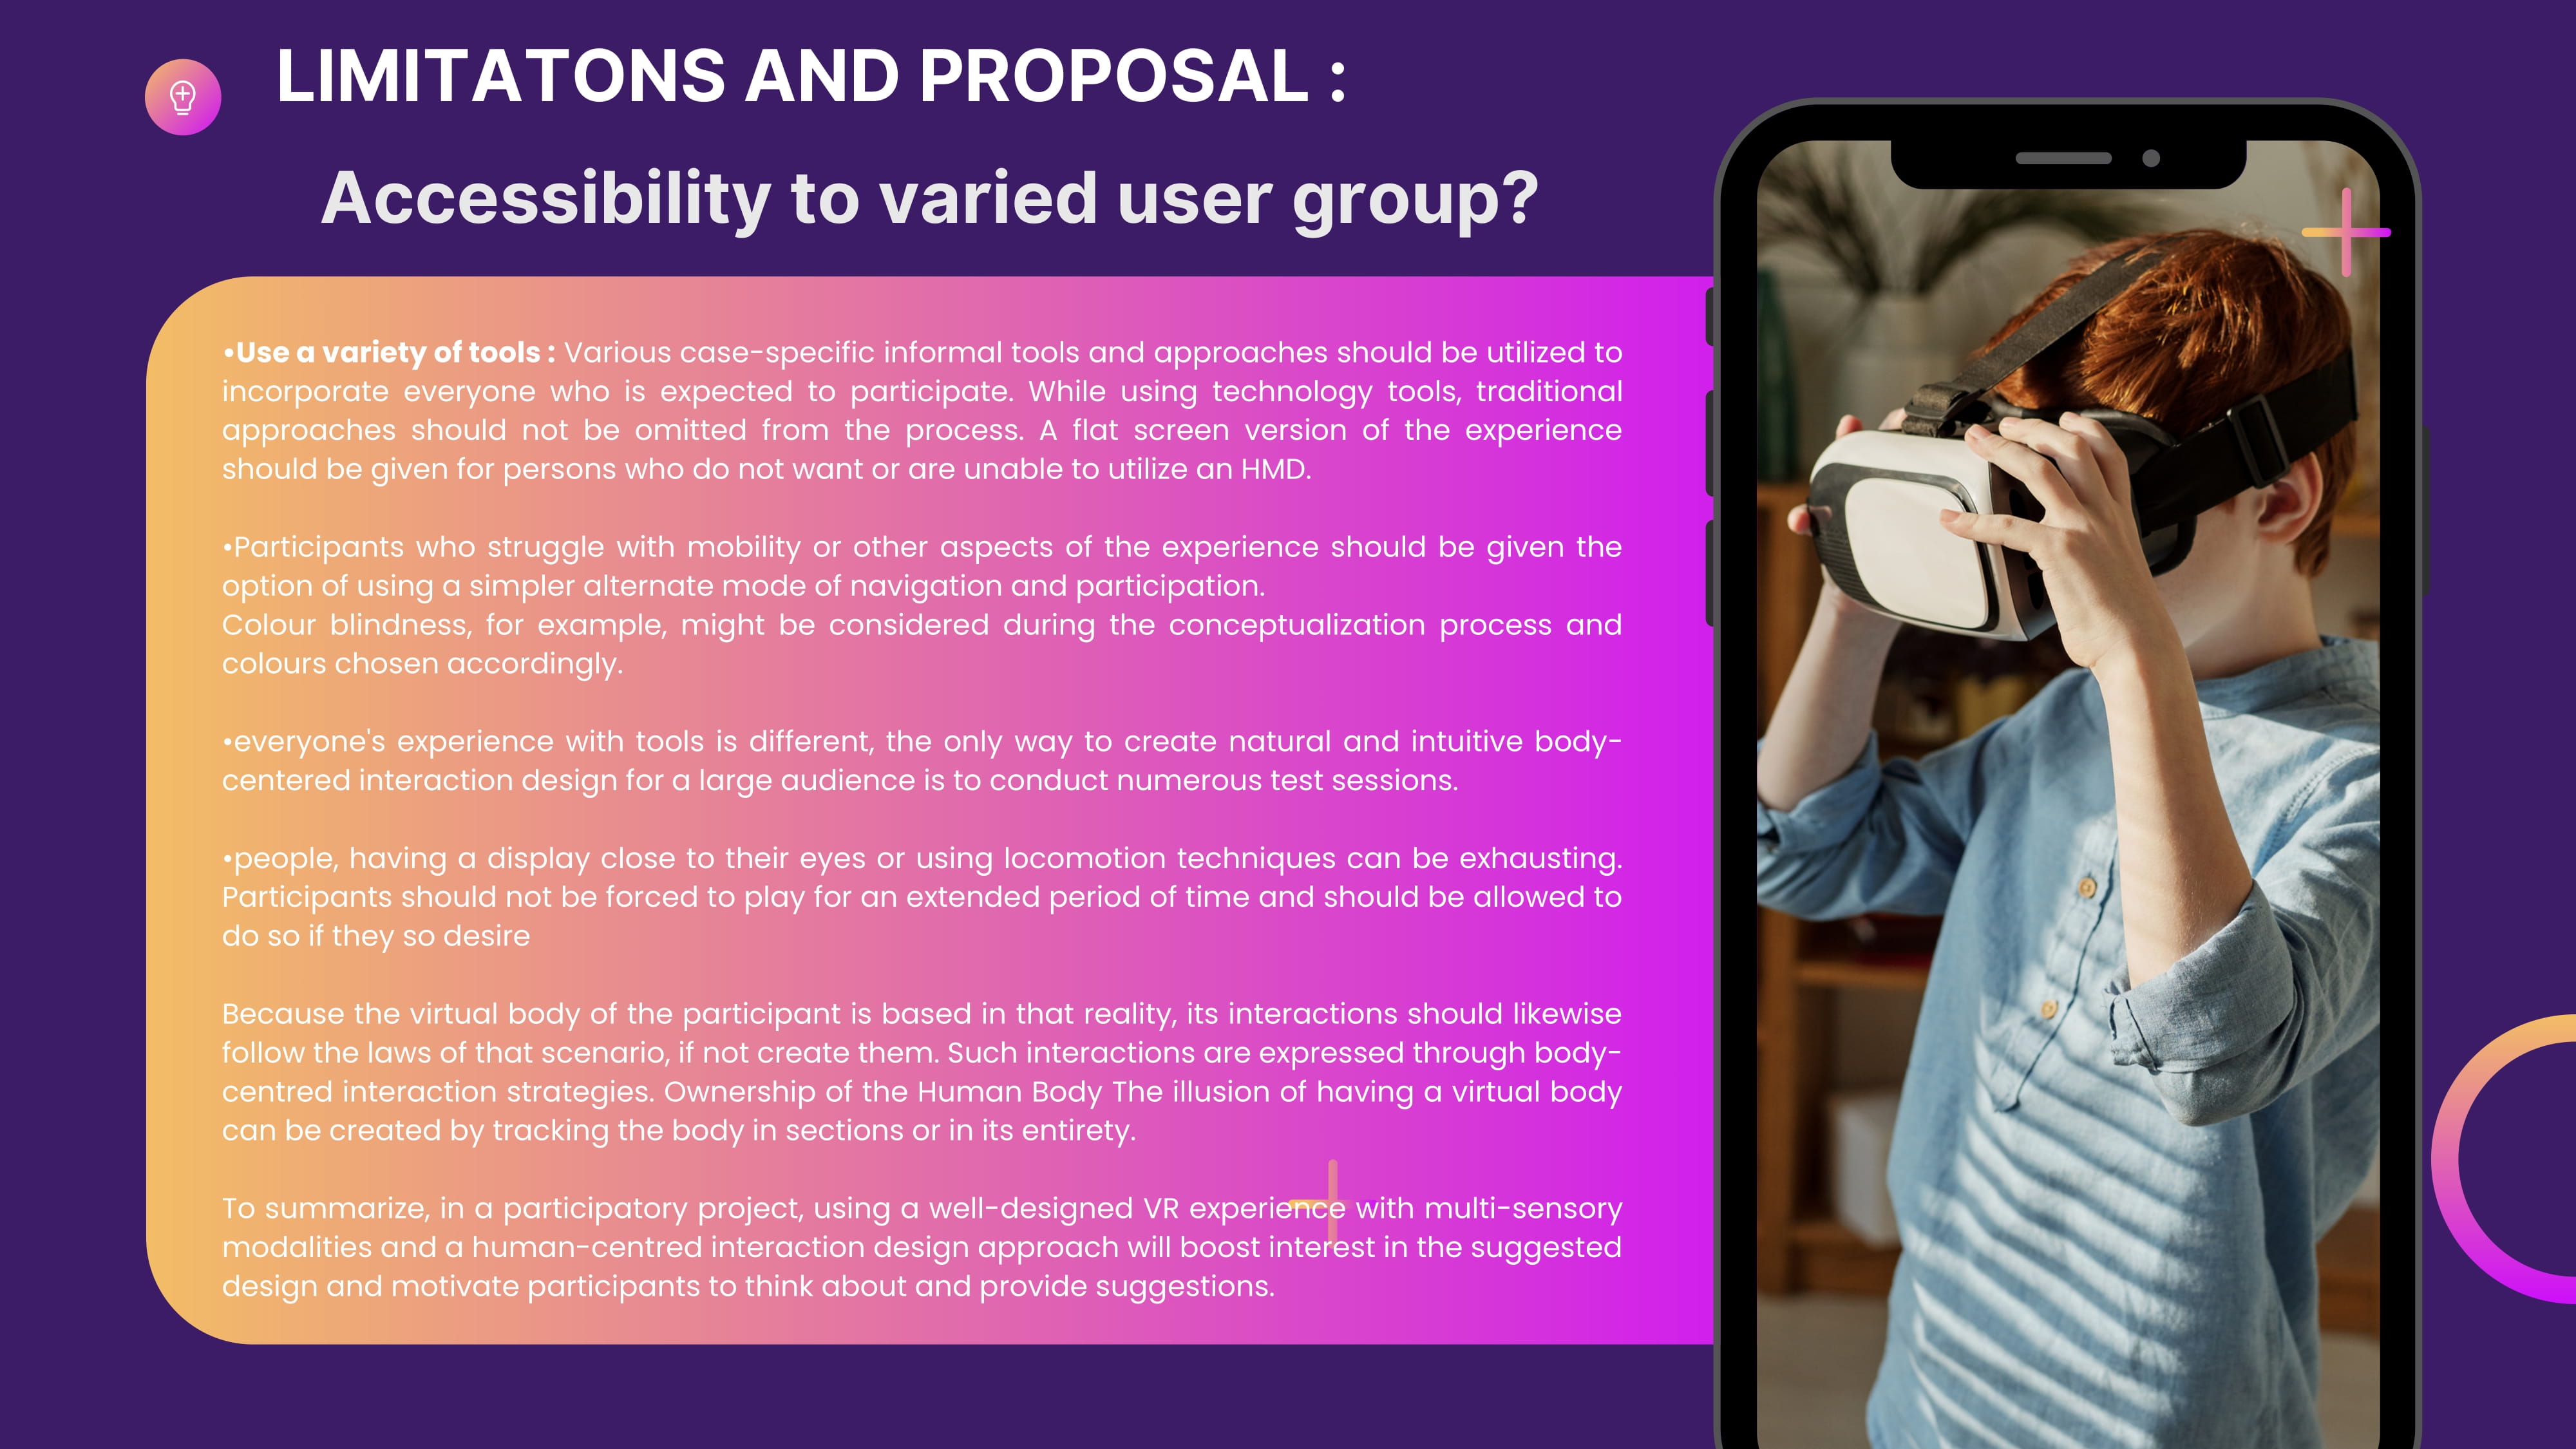 LIMITATONS AND PROPOSAL :
Accessibility to varied user group?
•Use a variety of tools : Various case-specific informal tools and approaches should be utilized to
incorporate everyone who is expected to participate. While using technology tools, traditional
approaches should not be omitted from the process. A flat screen version of the experience
should be given for persons who do not want or are unable to utilize an HMD.
•Participants who struggle with mobility or other aspects of the experience should be given the
option of using a simpler alternate mode of navigation and participation.
Colour blindness, for example, might be considered during the conceptualization process and
colours chosen accordingly.
•everyone's experience with tools is different, the only way to create natural and intuitive body-
centered interaction design for a large audience is to conduct numerous test sessions.
•people, having a display close to their eyes or using locomotion techniques can be exhausting.
Participants should not be forced to play for an extended period of time and should be allowed to
do so if they so desire
Because the virtual body of the participant is based in that reality, its interactions should likewise
follow the laws of that scenario, if not create them. Such interactions are expressed through body-
centred interaction strategies. Ownership of the Human Body The illusion of having a virtual body
can be created by tracking the body in sections or in its entirety.
To summarize, in a participatory project, using a well-designed VR experience with multi-sensory
modalities and a human-centred interaction design approach will boost interest in the suggested
design and motivate participants to think about and provide suggestions.